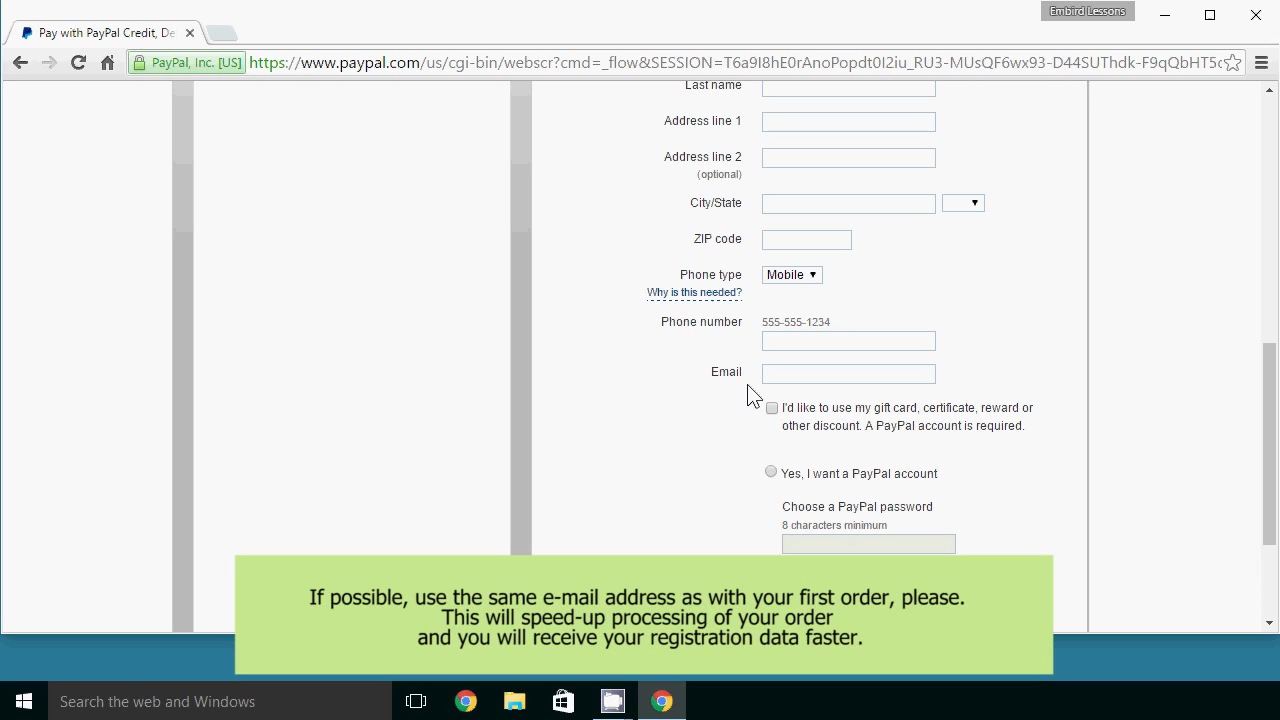 Embird Lessons
Pay with PayPal Credit, De
PayPal, Inc. [US] https://www.paypal.com/us/cgi-bin/webscr?cmd=_flow&SESSION=T6a9I8hE0rAnoPopdt0I2iu_RU3-MUsQF6wx93-D44SUThdk-F9qQbHT5c
Last name
Address line 1
Address line 2
(optional)
City/State
ZIP code
Phone type Mobile
Why is this needed?
Phone number 555-555-1234
Email
I'd like to use my gift card, certificate, reward or
other discount. A PayPal account is required.
Yes, I want a PayPal account
Choose a PayPal password
8 characters minimum
If possible, use the same e-mail address as with your first order, please.
This will speed-up processing of your order
and you will receive your registration data faster.
Search the web and Windows